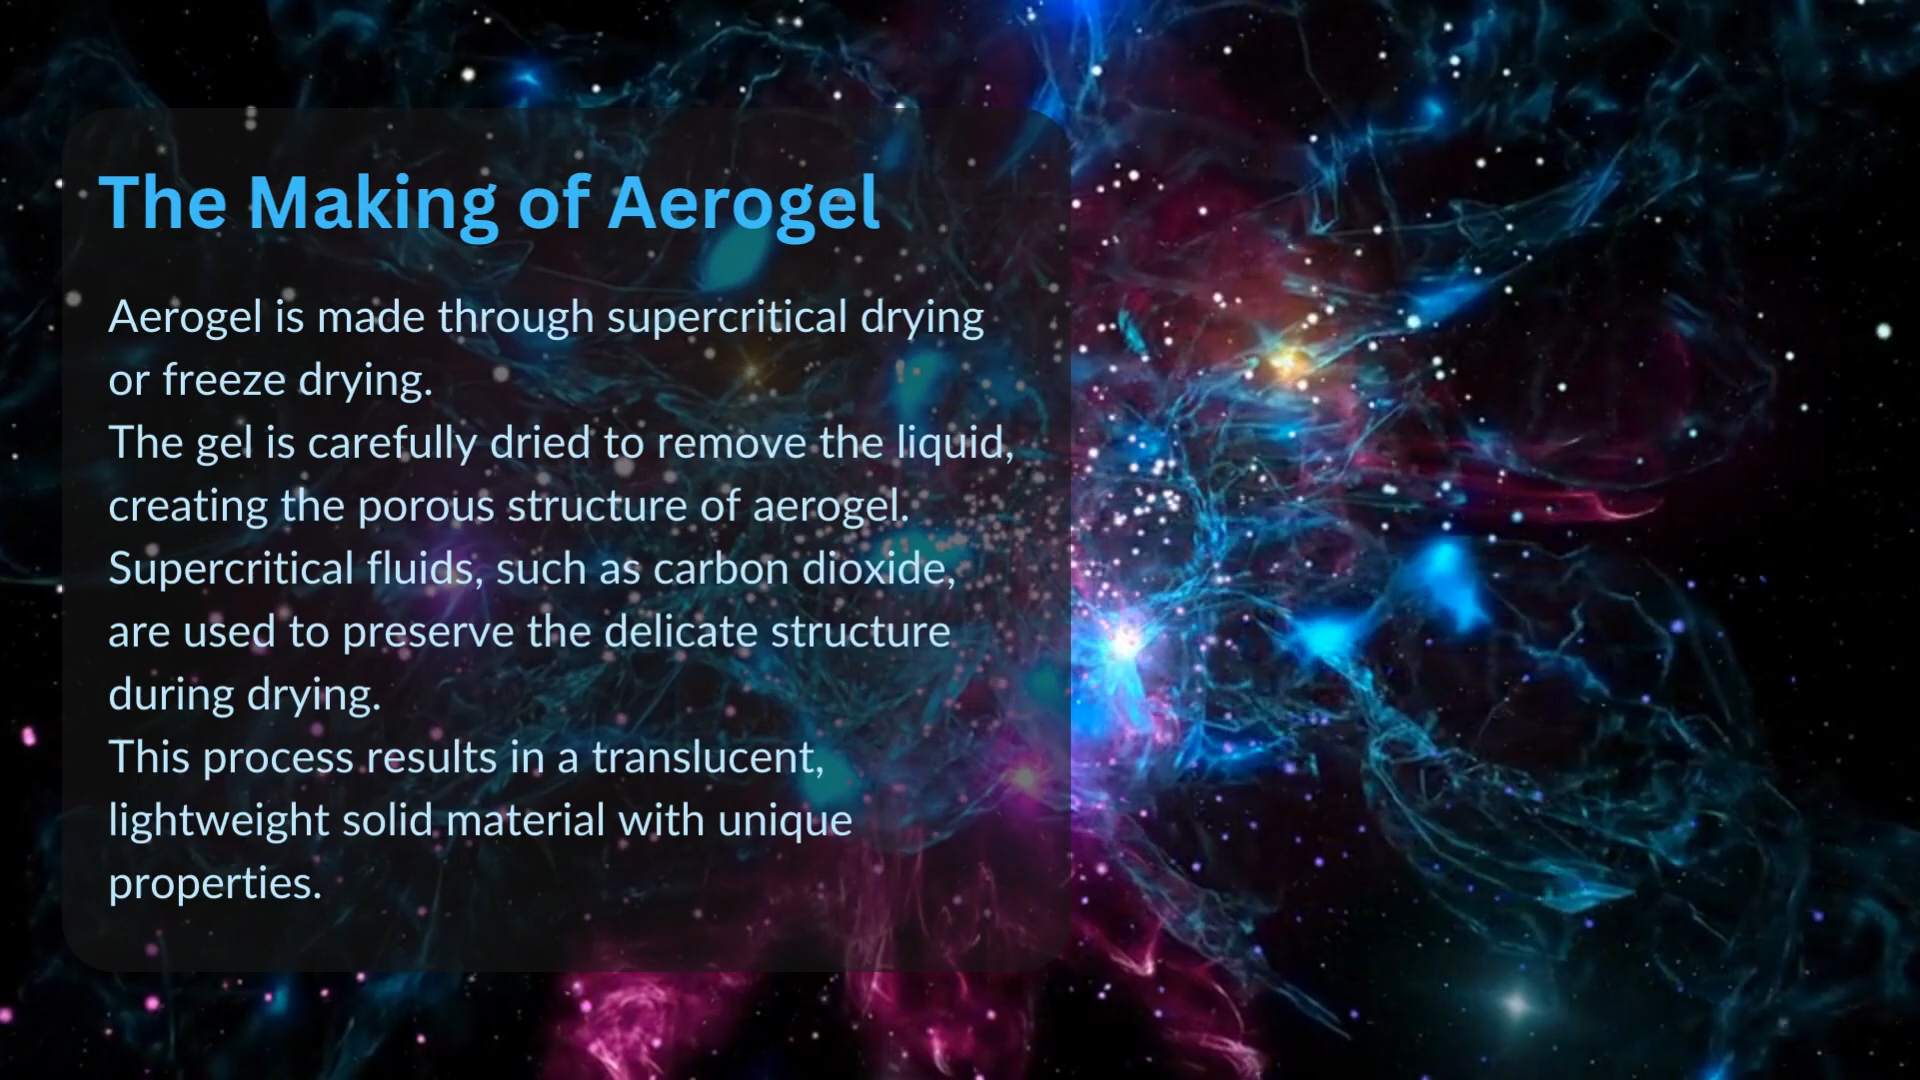 The Making of Aerogel
Aerogel is made through supercritical drying
or freeze drying.
The gel is carefully dried to remove the liquid,
creating the porous structure of aerogel.
Supercritical fluids, such as carbon dioxide,
are used to preserve the delicate structure
during drying.
This process results in a translucent,
lightweight solid material with unique
properties.